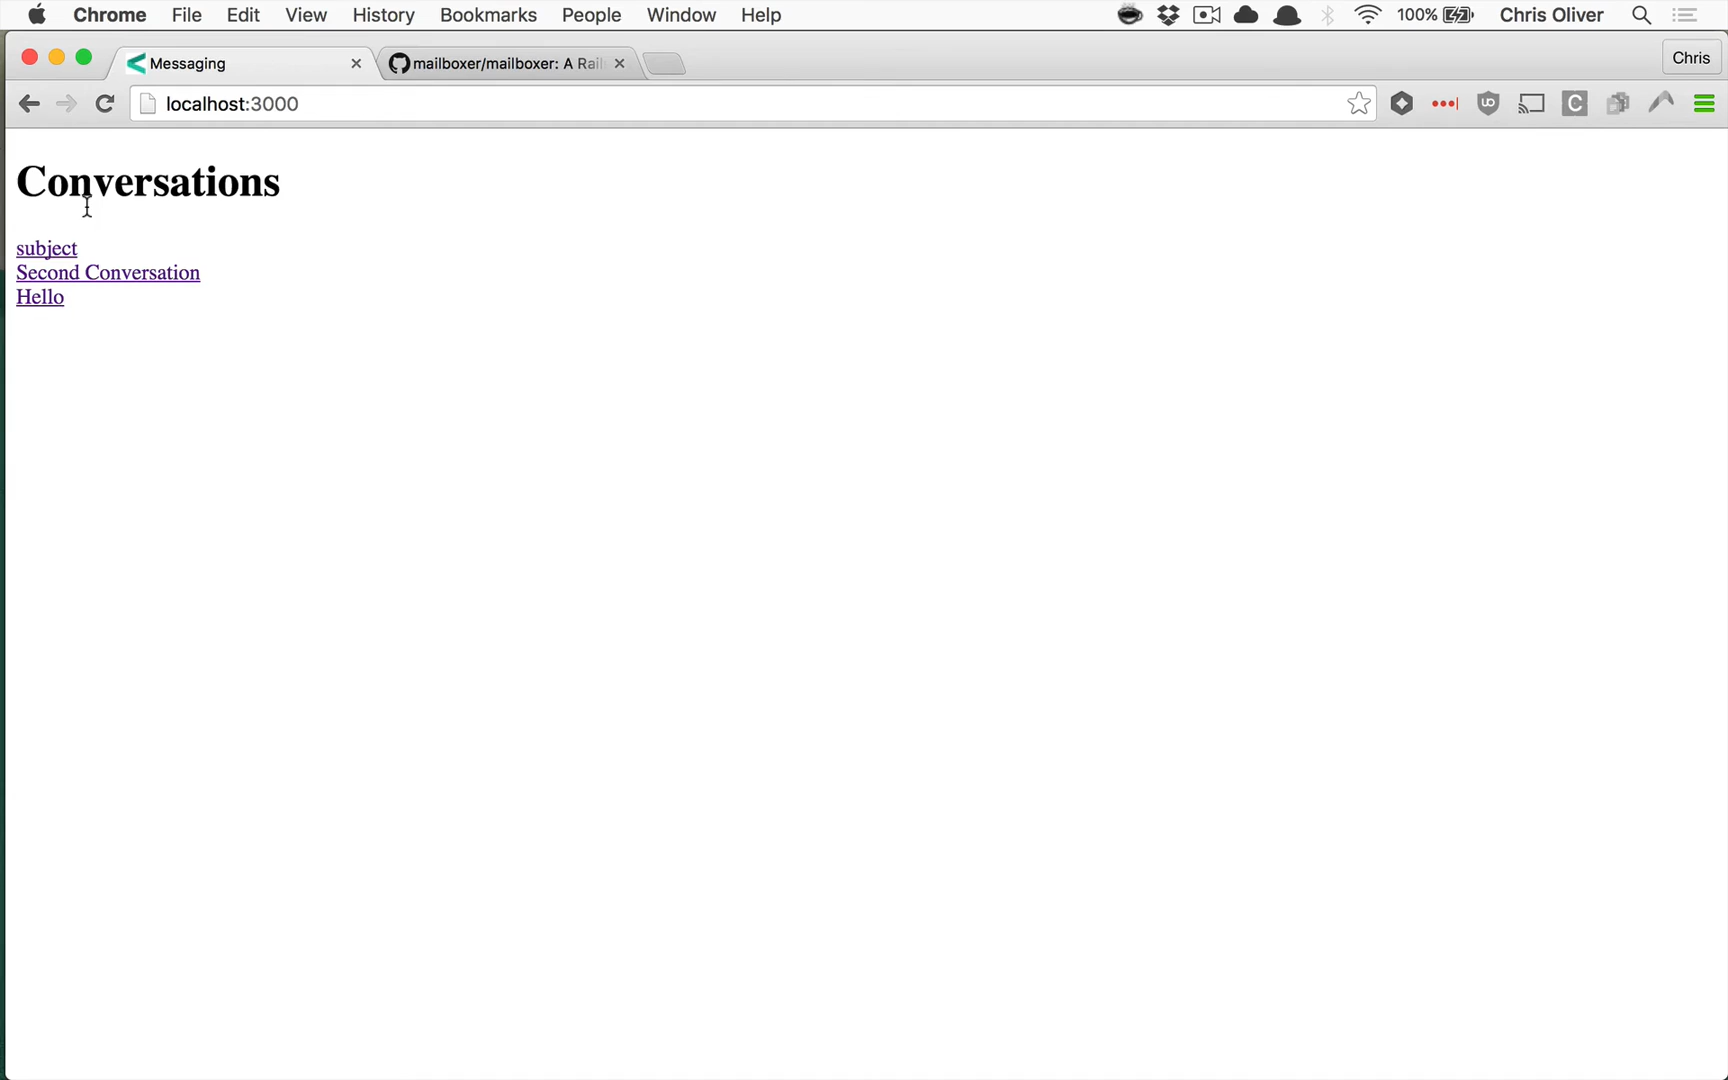 Chrome File Edit View History Bookmarks People Window Help 100% Chris Oliver
Messaging mailboxer/mailboxer: A Rail Chris
localhost:3000
Conversations
subject
Second Conversation
Hello